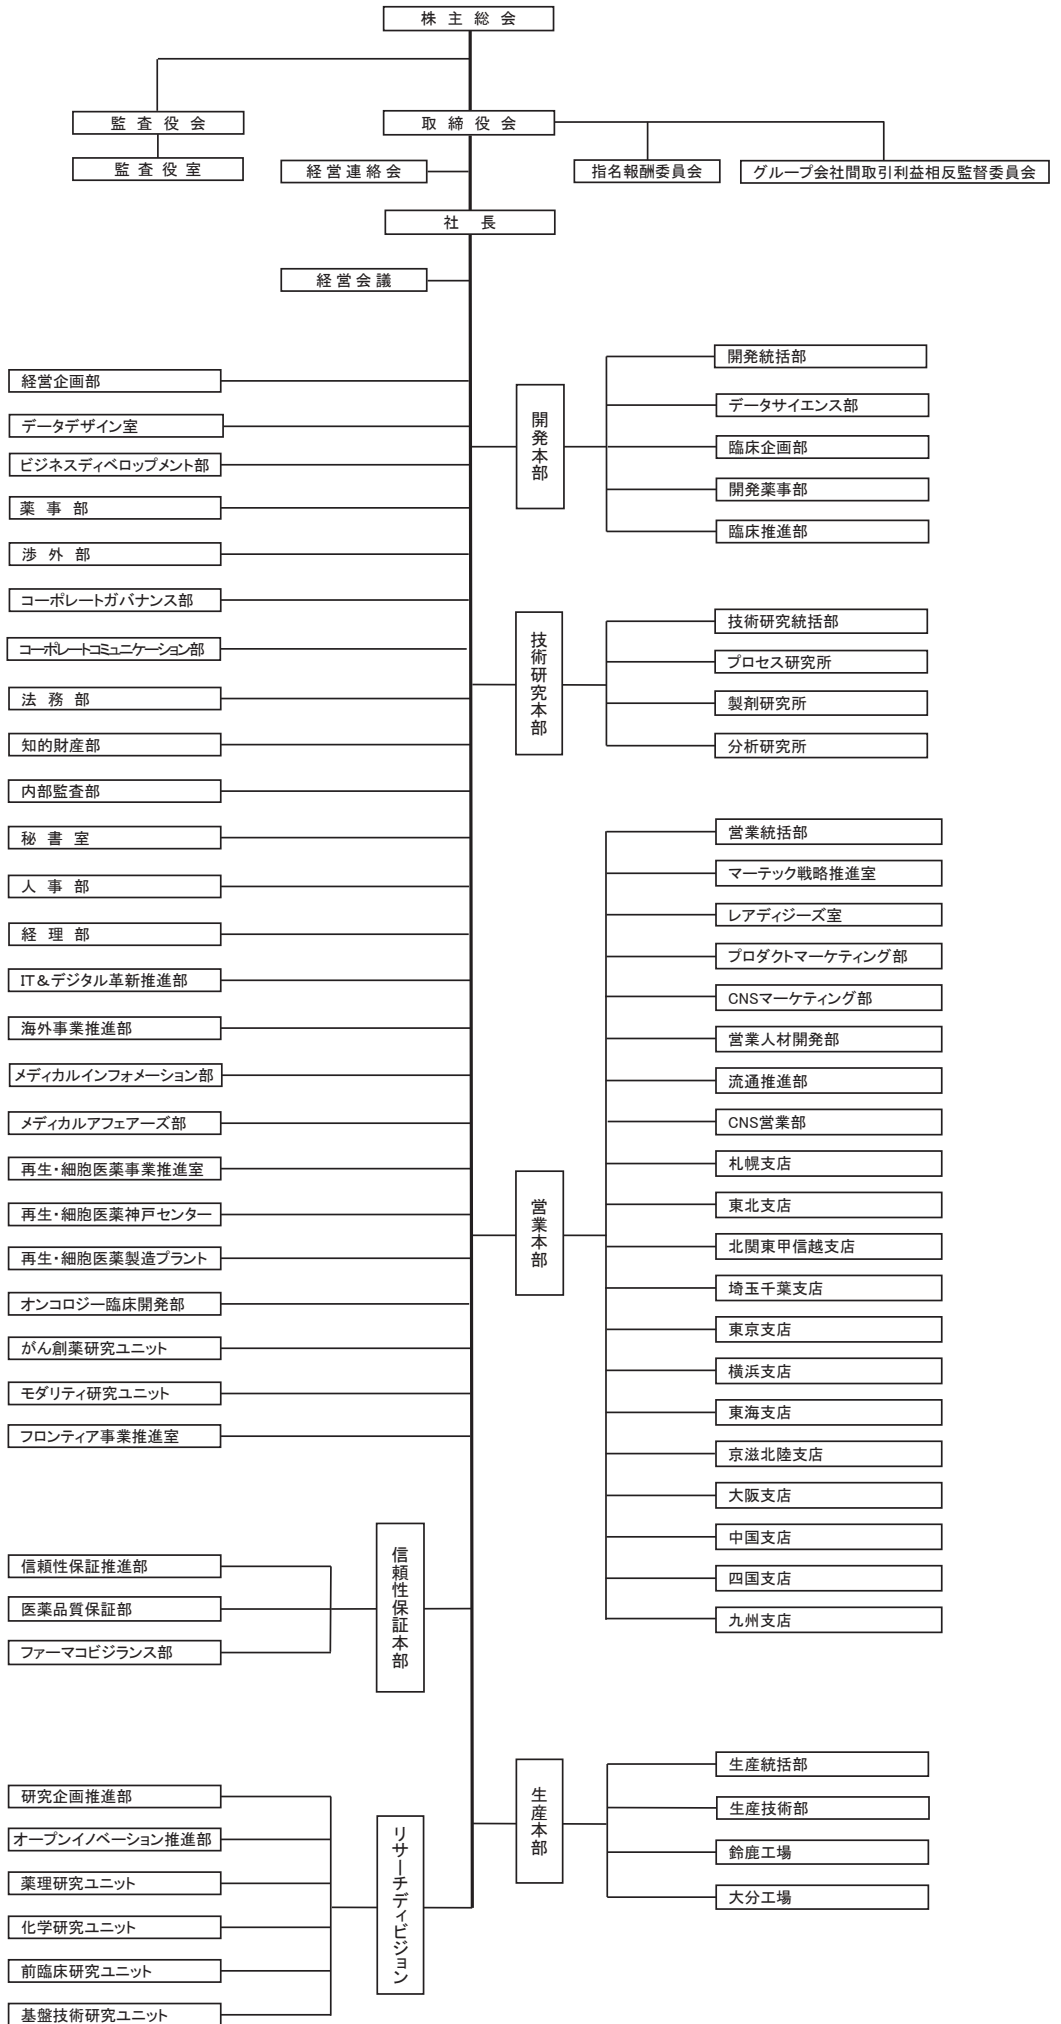 株主総会
監査役会
取締役会
監査役室
経営連絡会
指名報酬委員会
グループ会社間取引利益相反監督委員会
社長
経営会議
経営企画部
データデザイン室
ビジネスディベロップメント部
薬事部
渉外部
コーポレートガバナンス部
コーポレートコミュニケーション部
法務部
知的財産部
内部監査部
秘書室
人事部
経理部
IT&デジタル革新推進部
海外事業推進部
メディカルインフォメーション部
メディカルアフェアーズ部
再生・細胞医薬事業推進室
再生・細胞医薬神戸センター
再生・細胞医薬製造プラント
オンコロジー臨床開発部
がん創薬研究ユニット
モダリティ研究ユニット
フロンティア事業推進室
信頼性保証本部
信頼性保証推進部
医薬品質保証部
ファーマコビジランス部
リサーチディビジョン
研究企画推進部
オープンイノベーション推進部
薬理研究ユニット
化学研究ユニット
前臨床研究ユニット
基盤技術研究ユニット
開発本部
開発統括部
データサイエンス部
臨床企画部
開発薬事部
臨床推進部
技術研究本部
技術研究統括部
プロセス研究所
製剤研究所
分析研究所
営業本部
営業統括部
マーテック戦略推進室
レアディジーズ室
プロダクトマーケティング部
CNSマーケティング部
営業人材開発部
流通推進部
CNS営業部
札幌支店
東北支店
北関東甲信越支店
埼玉千葉支店
東京支店
横浜支店
東海支店
京滋北陸支店
大阪支店
中国支店
四国支店
九州支店
生産本部
生産統括部
生産技術部
鈴鹿工場
大分工場